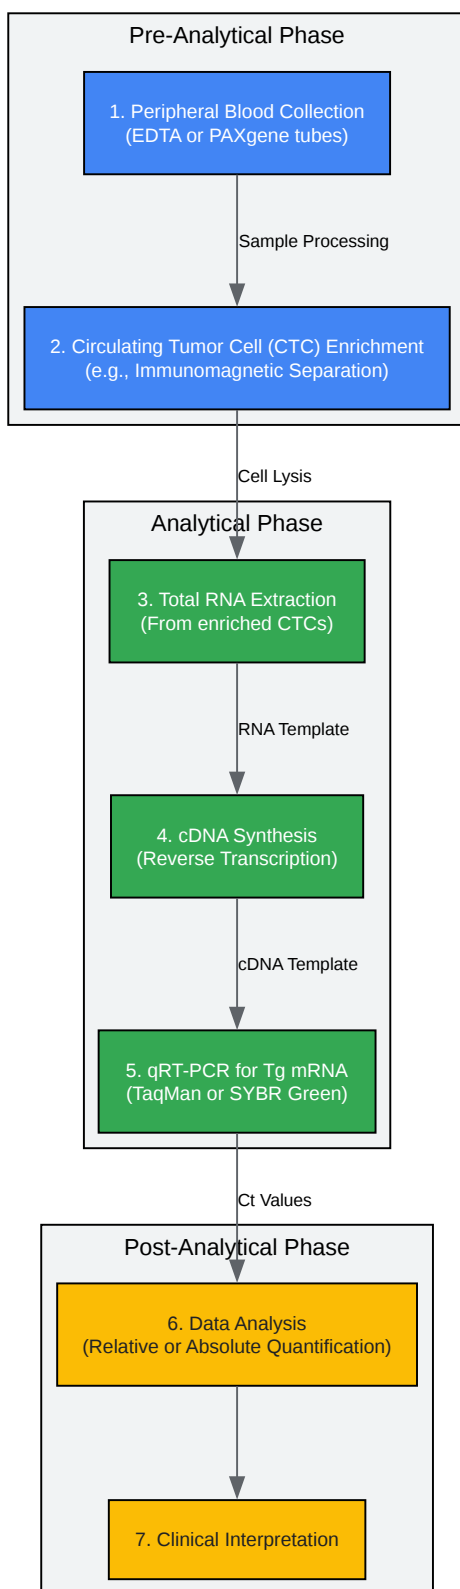 Pre-Analytical Phase
1. Peripheral Blood Collection
(EDTA or PAXgene tubes)
Sample Processing
2. Circulating Tumor Cell (CTC) Enrichment
(e.g., Immunomagnetic Separation)
Cell Lysis
Analytical Phase
3. Total RNA Extraction
(From enriched CTCs)
RNA Template
4. cDNA Synthesis
(Reverse Transcription)
cDNA Template
5. qRT-PCR for Tg mRNA
(TaqMan or SYBR Green)
Ct Values
Post-Analytical Phase
6. Data Analysis
(Relative or Absolute Quantification)
7. Clinical Interpretation